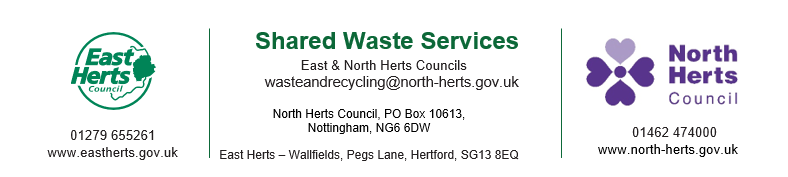 East
Herts
Council
01279 655261
www.eastherts.gov.uk
Shared Waste Services
East & North Herts Councils
wasteandrecycling@north-herts.gov.uk
North Herts Council, PO Box 10613,
Nottingham, NG6 6DW
East Herts – Wallfields, Pegs Lane, Hertford, SG13 8EQ
North
Herts
Council
01462 474000
www.north-herts.gov.uk